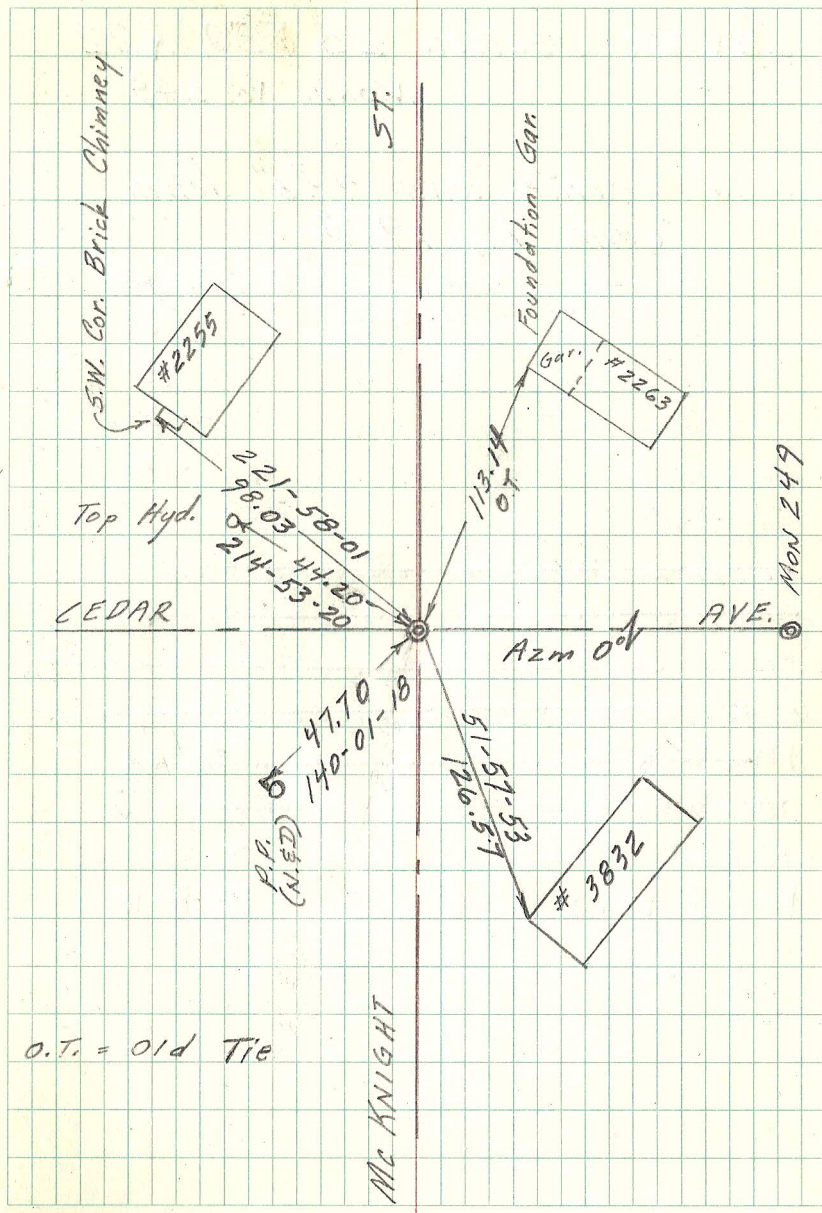 S.W. Cor. Brick Chimney
ST.
Foundation Gar.
#2255
Gar.
#2263
113.14
O.T
221-58-01
98.03
Top Hyd.
44.20
214-53-20
MON 249
CEDAR
AVE.
Azm 0°
47.70
140-01-18
51-57-53
126.57
P.P.
(N.&D)
# 3832
O.T. = Old Tie
Mc KNIGHT